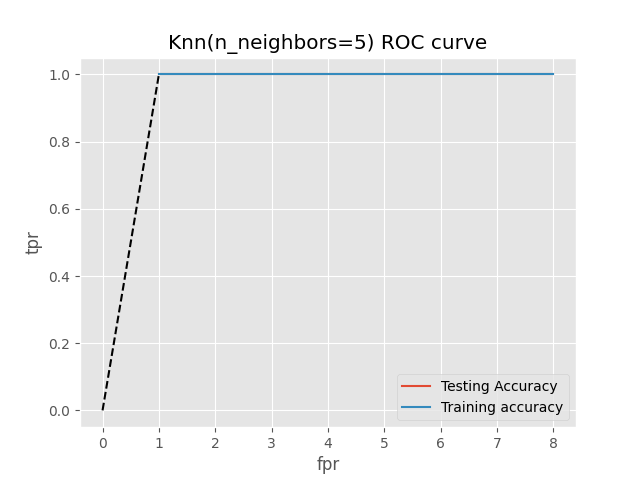 Knn(n_neighbors=5) ROC curve
1.0
0.8
0.6
0.4
0.2
0.0
tpr
Testing Accuracy
Training accuracy
0 1 2 3 4 5 6 7 8
fpr